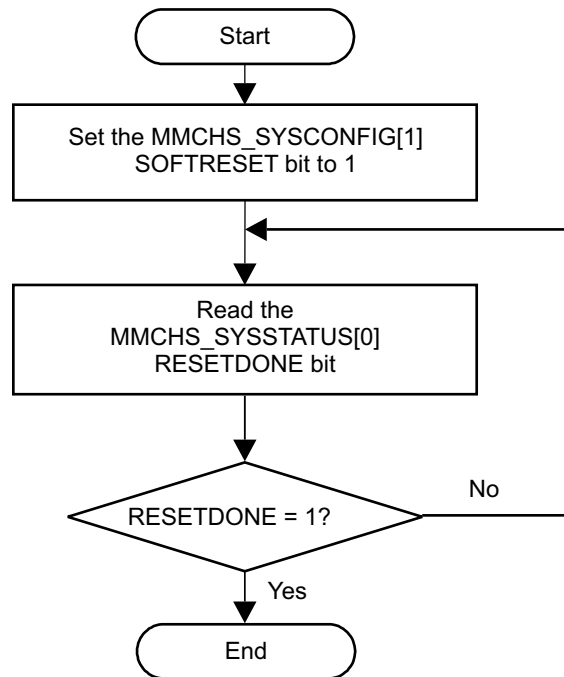 Start
Set the MMCHS_SYSCONFIG[1]
SOFTRESET bit to 1
Read the
MMCHS_SYSSTATUS[0]
RESETDONE bit
RESETDONE = 1?
No
Yes
End